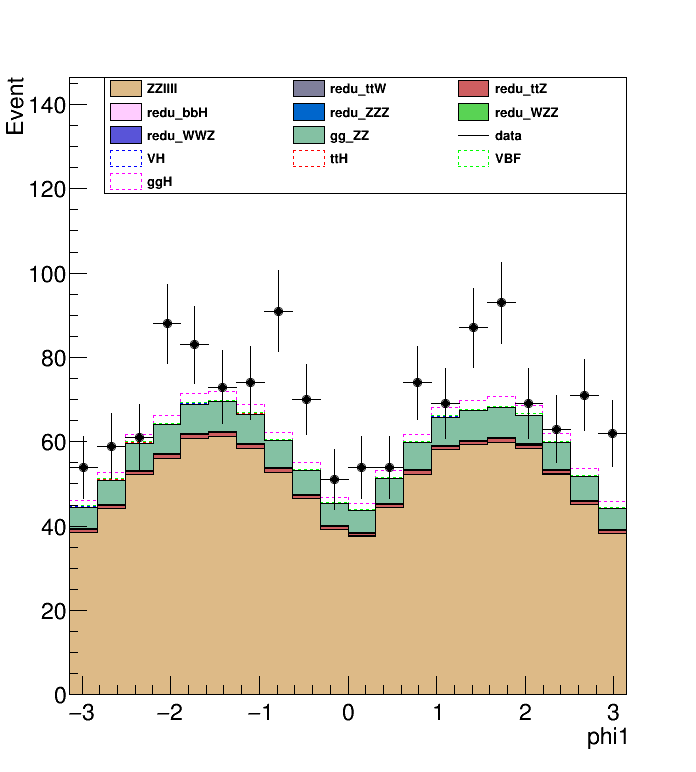 Event
ZZllll redu_ttW redu_ttZ
redu_bbH redu_ZZZ redu_WZZ
redu_WWZ gg_ZZ data
VH ttH VBF
ggH
140
120
100
80
60
40
20
0
−3 −2 −1 0 1 2 3
phi1